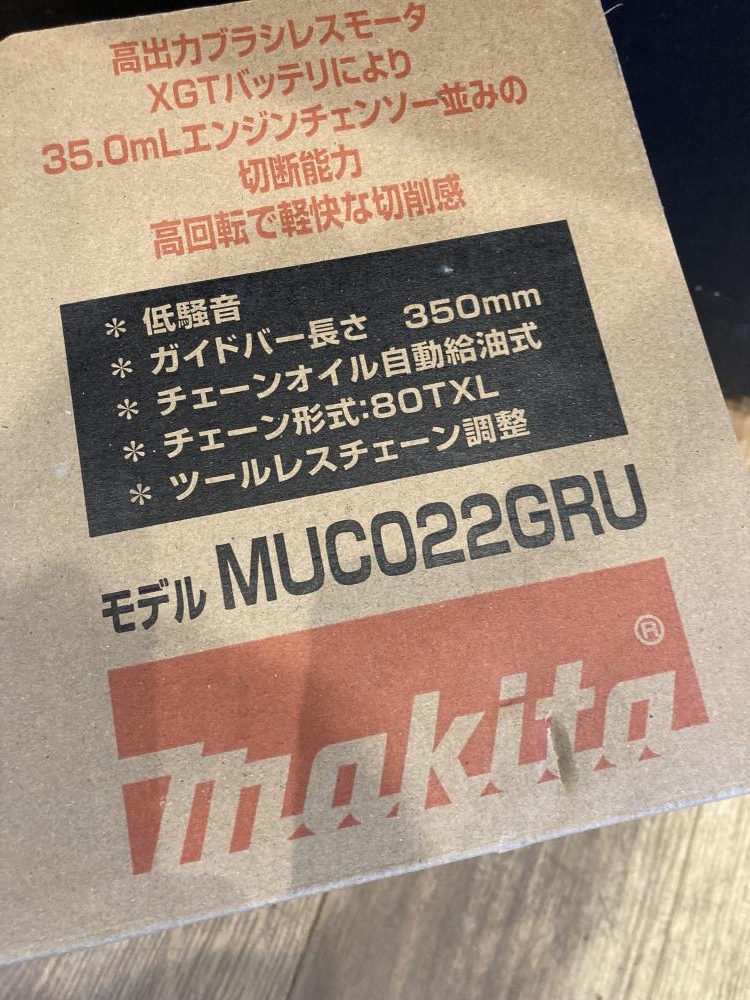 高出力ブラシレスモータ
XGTバッテリにより
35.0mLエンジンチェンソー並みの
切断能力
高回転で軽快な切削感
* 低騒音
* ガイドバー長さ 350mm
* チェーンオイル自動給油式
* チェーン形式:80TXL
* ツールレスチェーン調整
モデル MUC022GRU
makita®